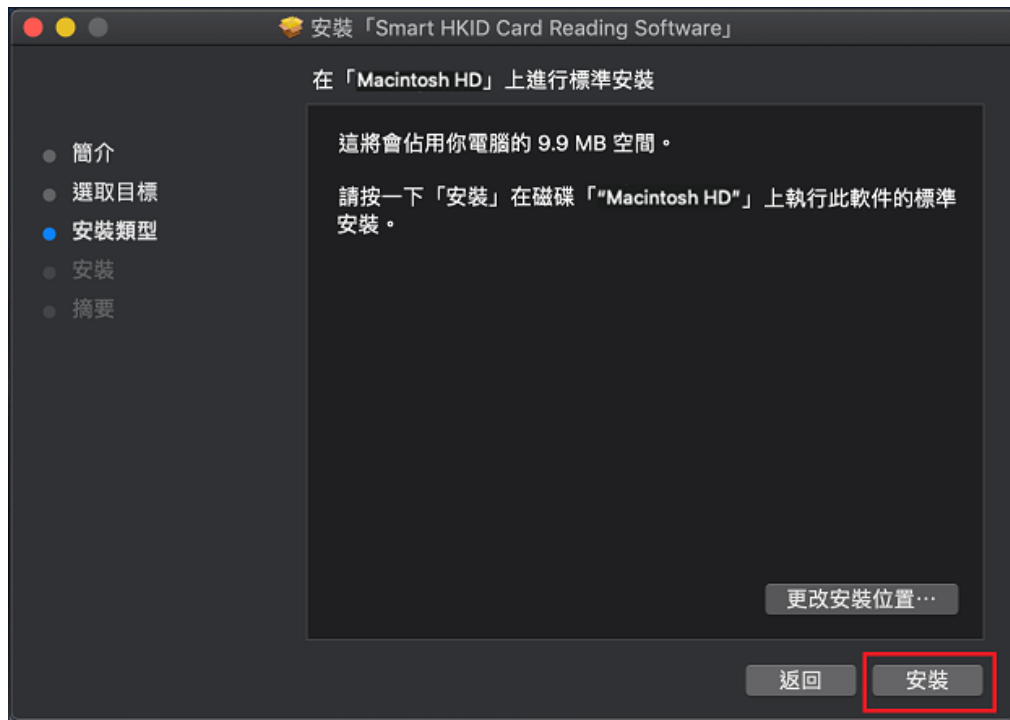 安裝「Smart HKID Card Reading Software」
在「Macintosh HD」上進行標準安裝
簡介
選取目標
安裝類型
安裝
摘要
這將會佔用你電腦的 9.9 MB 空間。
請按一下「安裝」在磁碟「“Macintosh HD”」上執行此軟件的標準
安裝。
更改安裝位置⋯
返回
安裝